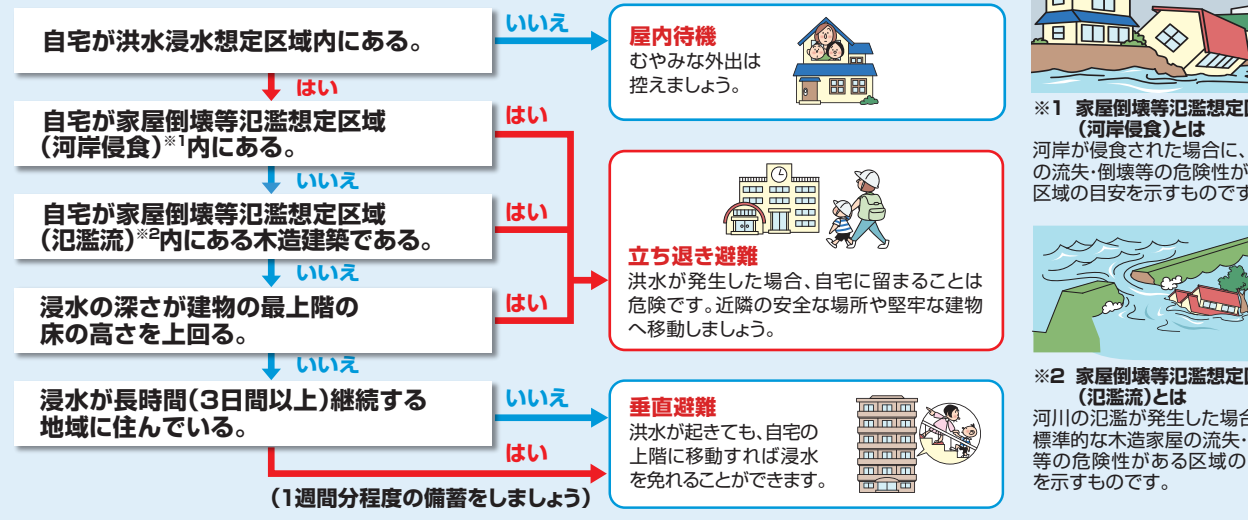 自宅が洪水浸水想定区域内にある。
いいえ
屋内待機
むやみな外出は
控えましょう。
はい
自宅が家屋倒壊等氾濫想定区域
（河岸侵食）※1内にある。
はい
いいえ
自宅が家屋倒壊等氾濫想定区域
（氾濫流）※2内にある木造建築である。
はい
いいえ
浸水の深さが建物の最上階の
床の高さを上回る。
はい
立ち退き避難
洪水が発生した場合、自宅に留まることは
危険です。近隣の安全な場所や堅牢な建物
へ移動しましょう。
いいえ
浸水が長時間（3日間以上）継続する
地域に住んでいる。
いいえ
はい
（1週間分程度の備蓄をしましょう）
垂直避難
洪水が起きても、自宅の
上階に移動すれば浸水
を免れることができます。
※1 家屋倒壊等氾濫想定
（河岸侵食）とは
河岸が侵食された場合に、
の流失・倒壊等の危険性が
区域の目安を示すものです
※2 家屋倒壊等氾濫想定
（氾濫流）とは
河川の氾濫が発生した場合
標準的な木造家屋の流失・
等の危険性がある区域の
を示すものです。